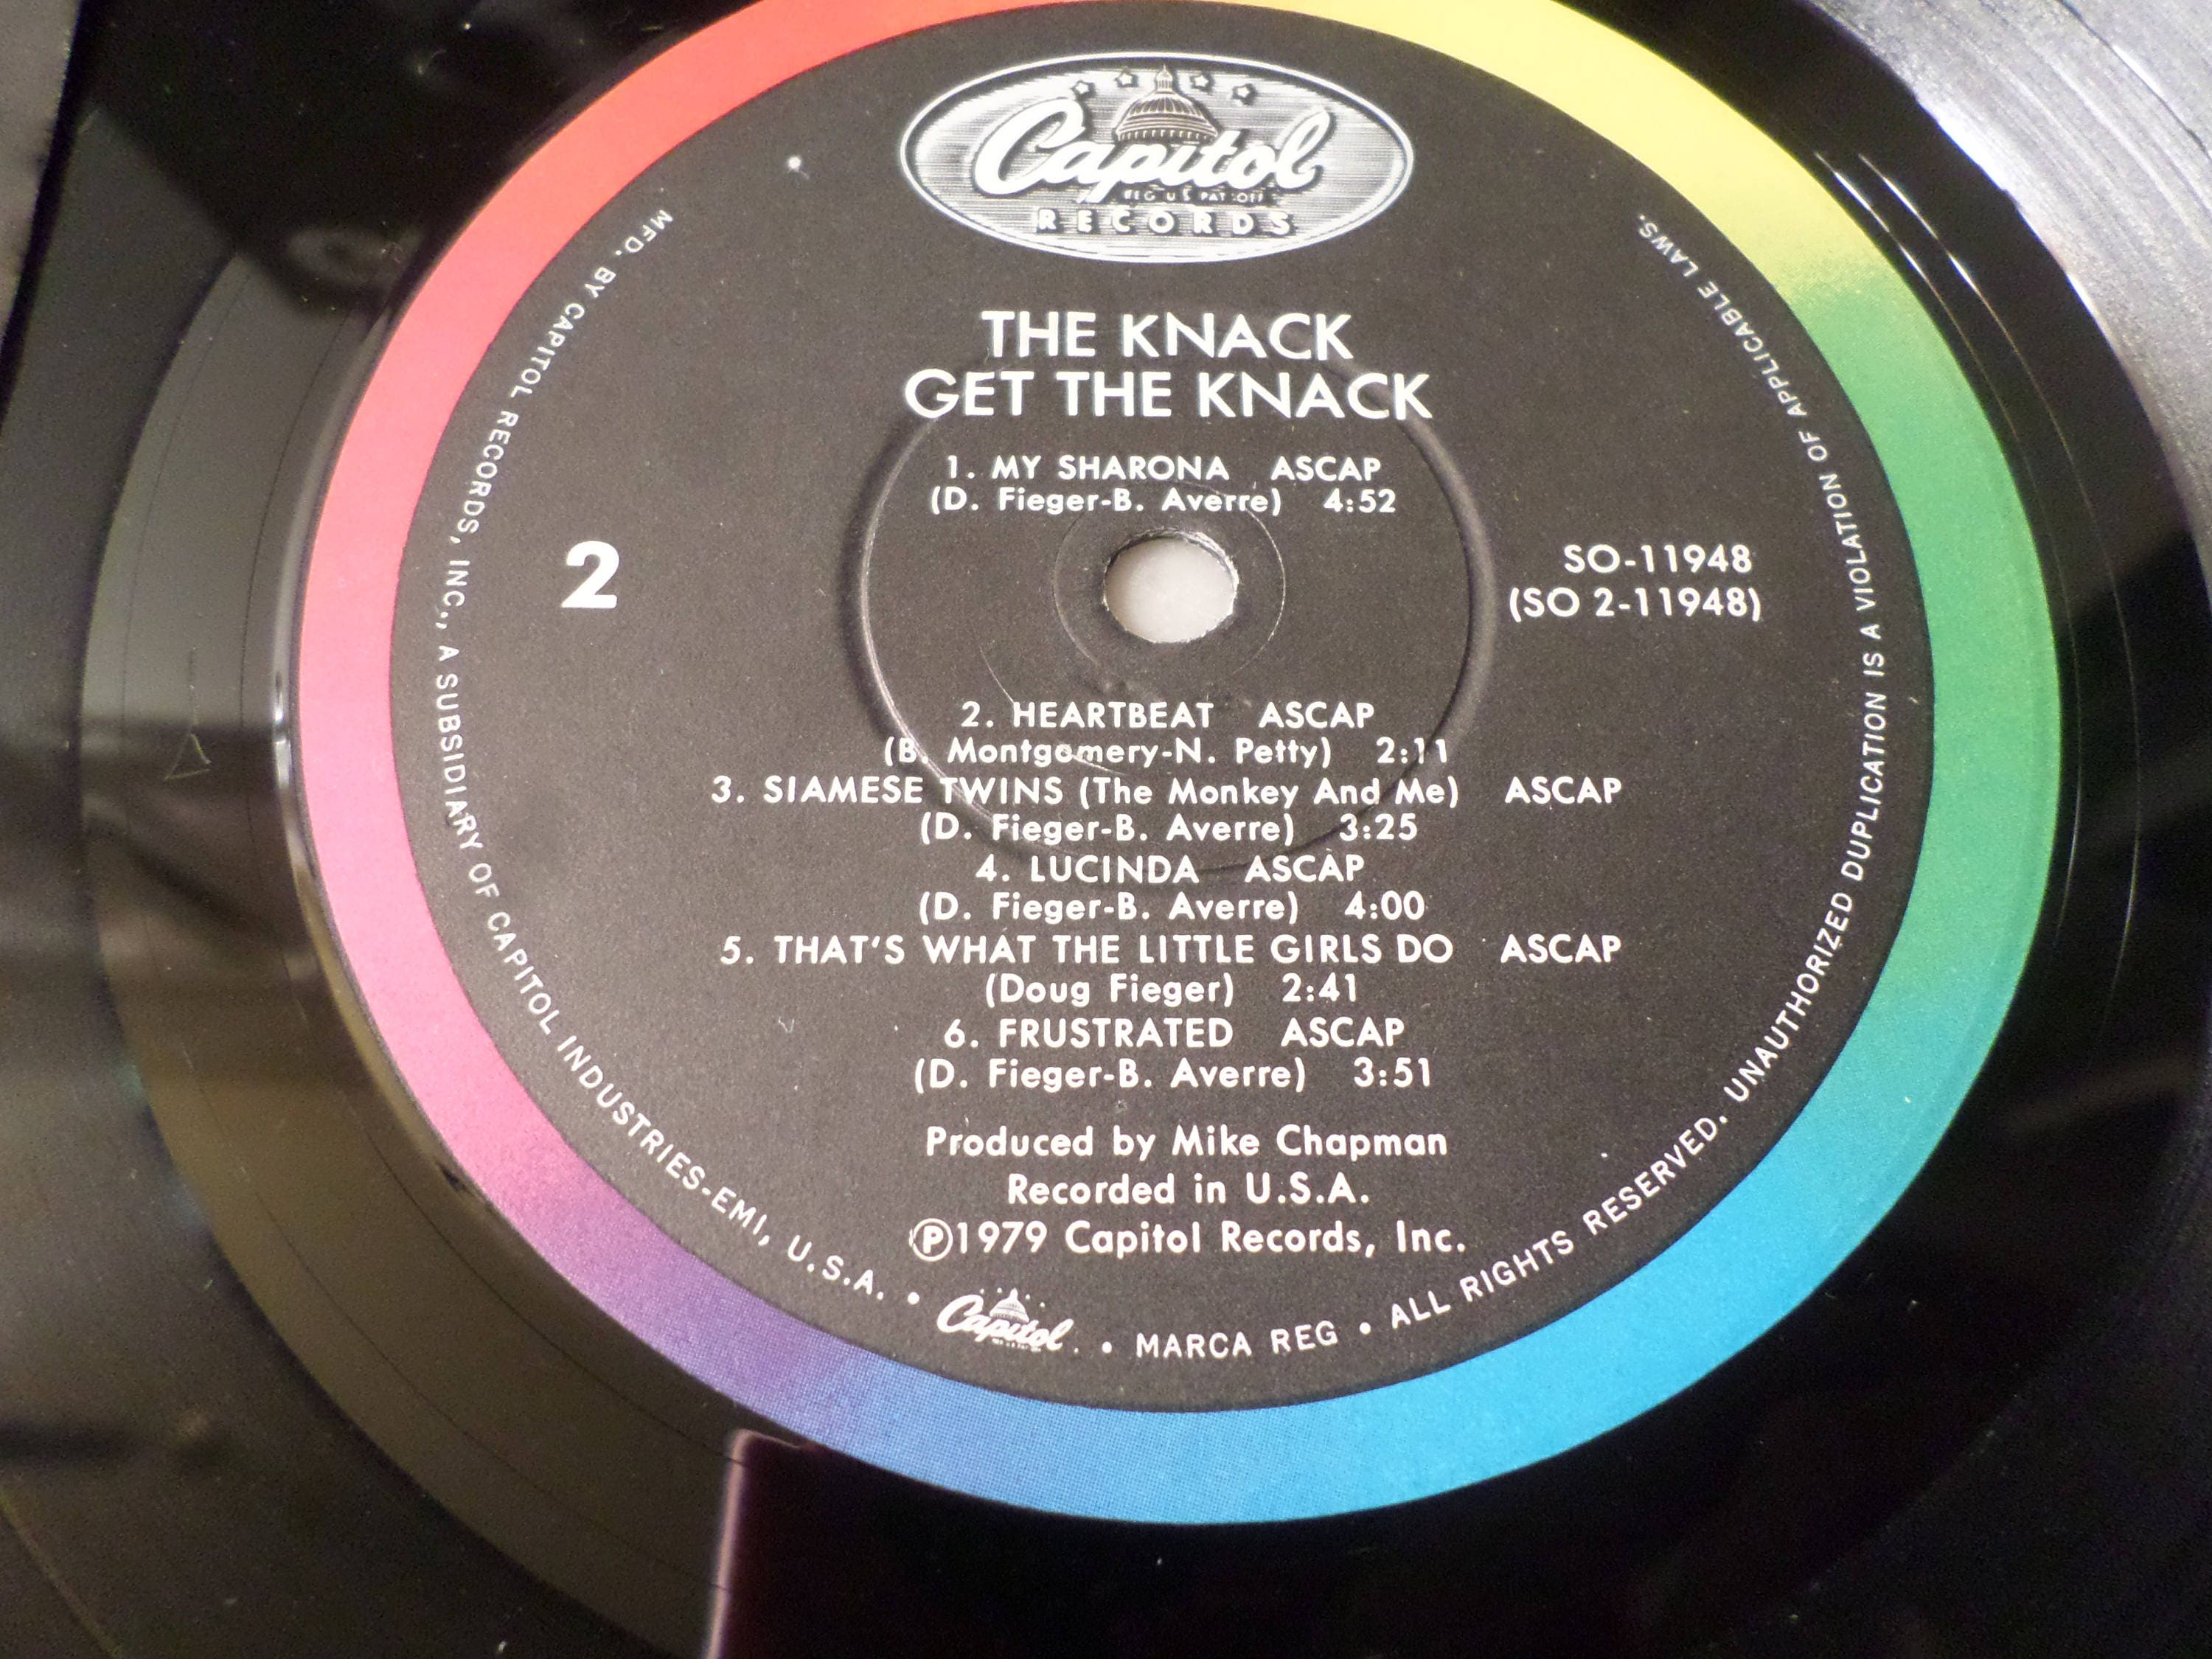 Capitol
REG US PAT OFF
RECORDS
THE KNACK
GET THE KNACK
1. MY SHARONA ASCAP
(D. Fieger-B. Averre) 4:52
2
SO-11948
(SO 2-11948)
2. HEARTBEAT ASCAP
(B. Montgomery-N. Petty) 2:11
3. SIAMESE TWINS (The Monkey And Me) ASCAP
(D. Fieger-B. Averre) 3:25
4. LUCINDA ASCAP
(D. Fieger-B. Averre) 4:00
5. THAT'S WHAT THE LITTLE GIRLS DO ASCAP
(Doug Fieger) 2:41
6. FRUSTRATED ASCAP
(D. Fieger-B. Averre) 3:51
Produced by Mike Chapman
Recorded in U.S.A.
Ⓟ1979 Capitol Records, Inc.
MFD. BY CAPITOL RECORDS, INC., A SUBSIDIARY OF CAPITOL INDUSTRIES-EMI, U.S.A. • Capitol. • MARCA REG • ALL RIGHTS RESERVED. UNAUTHORIZED DUPLICATION IS A VIOLATION OF APPLICABLE LAWS.